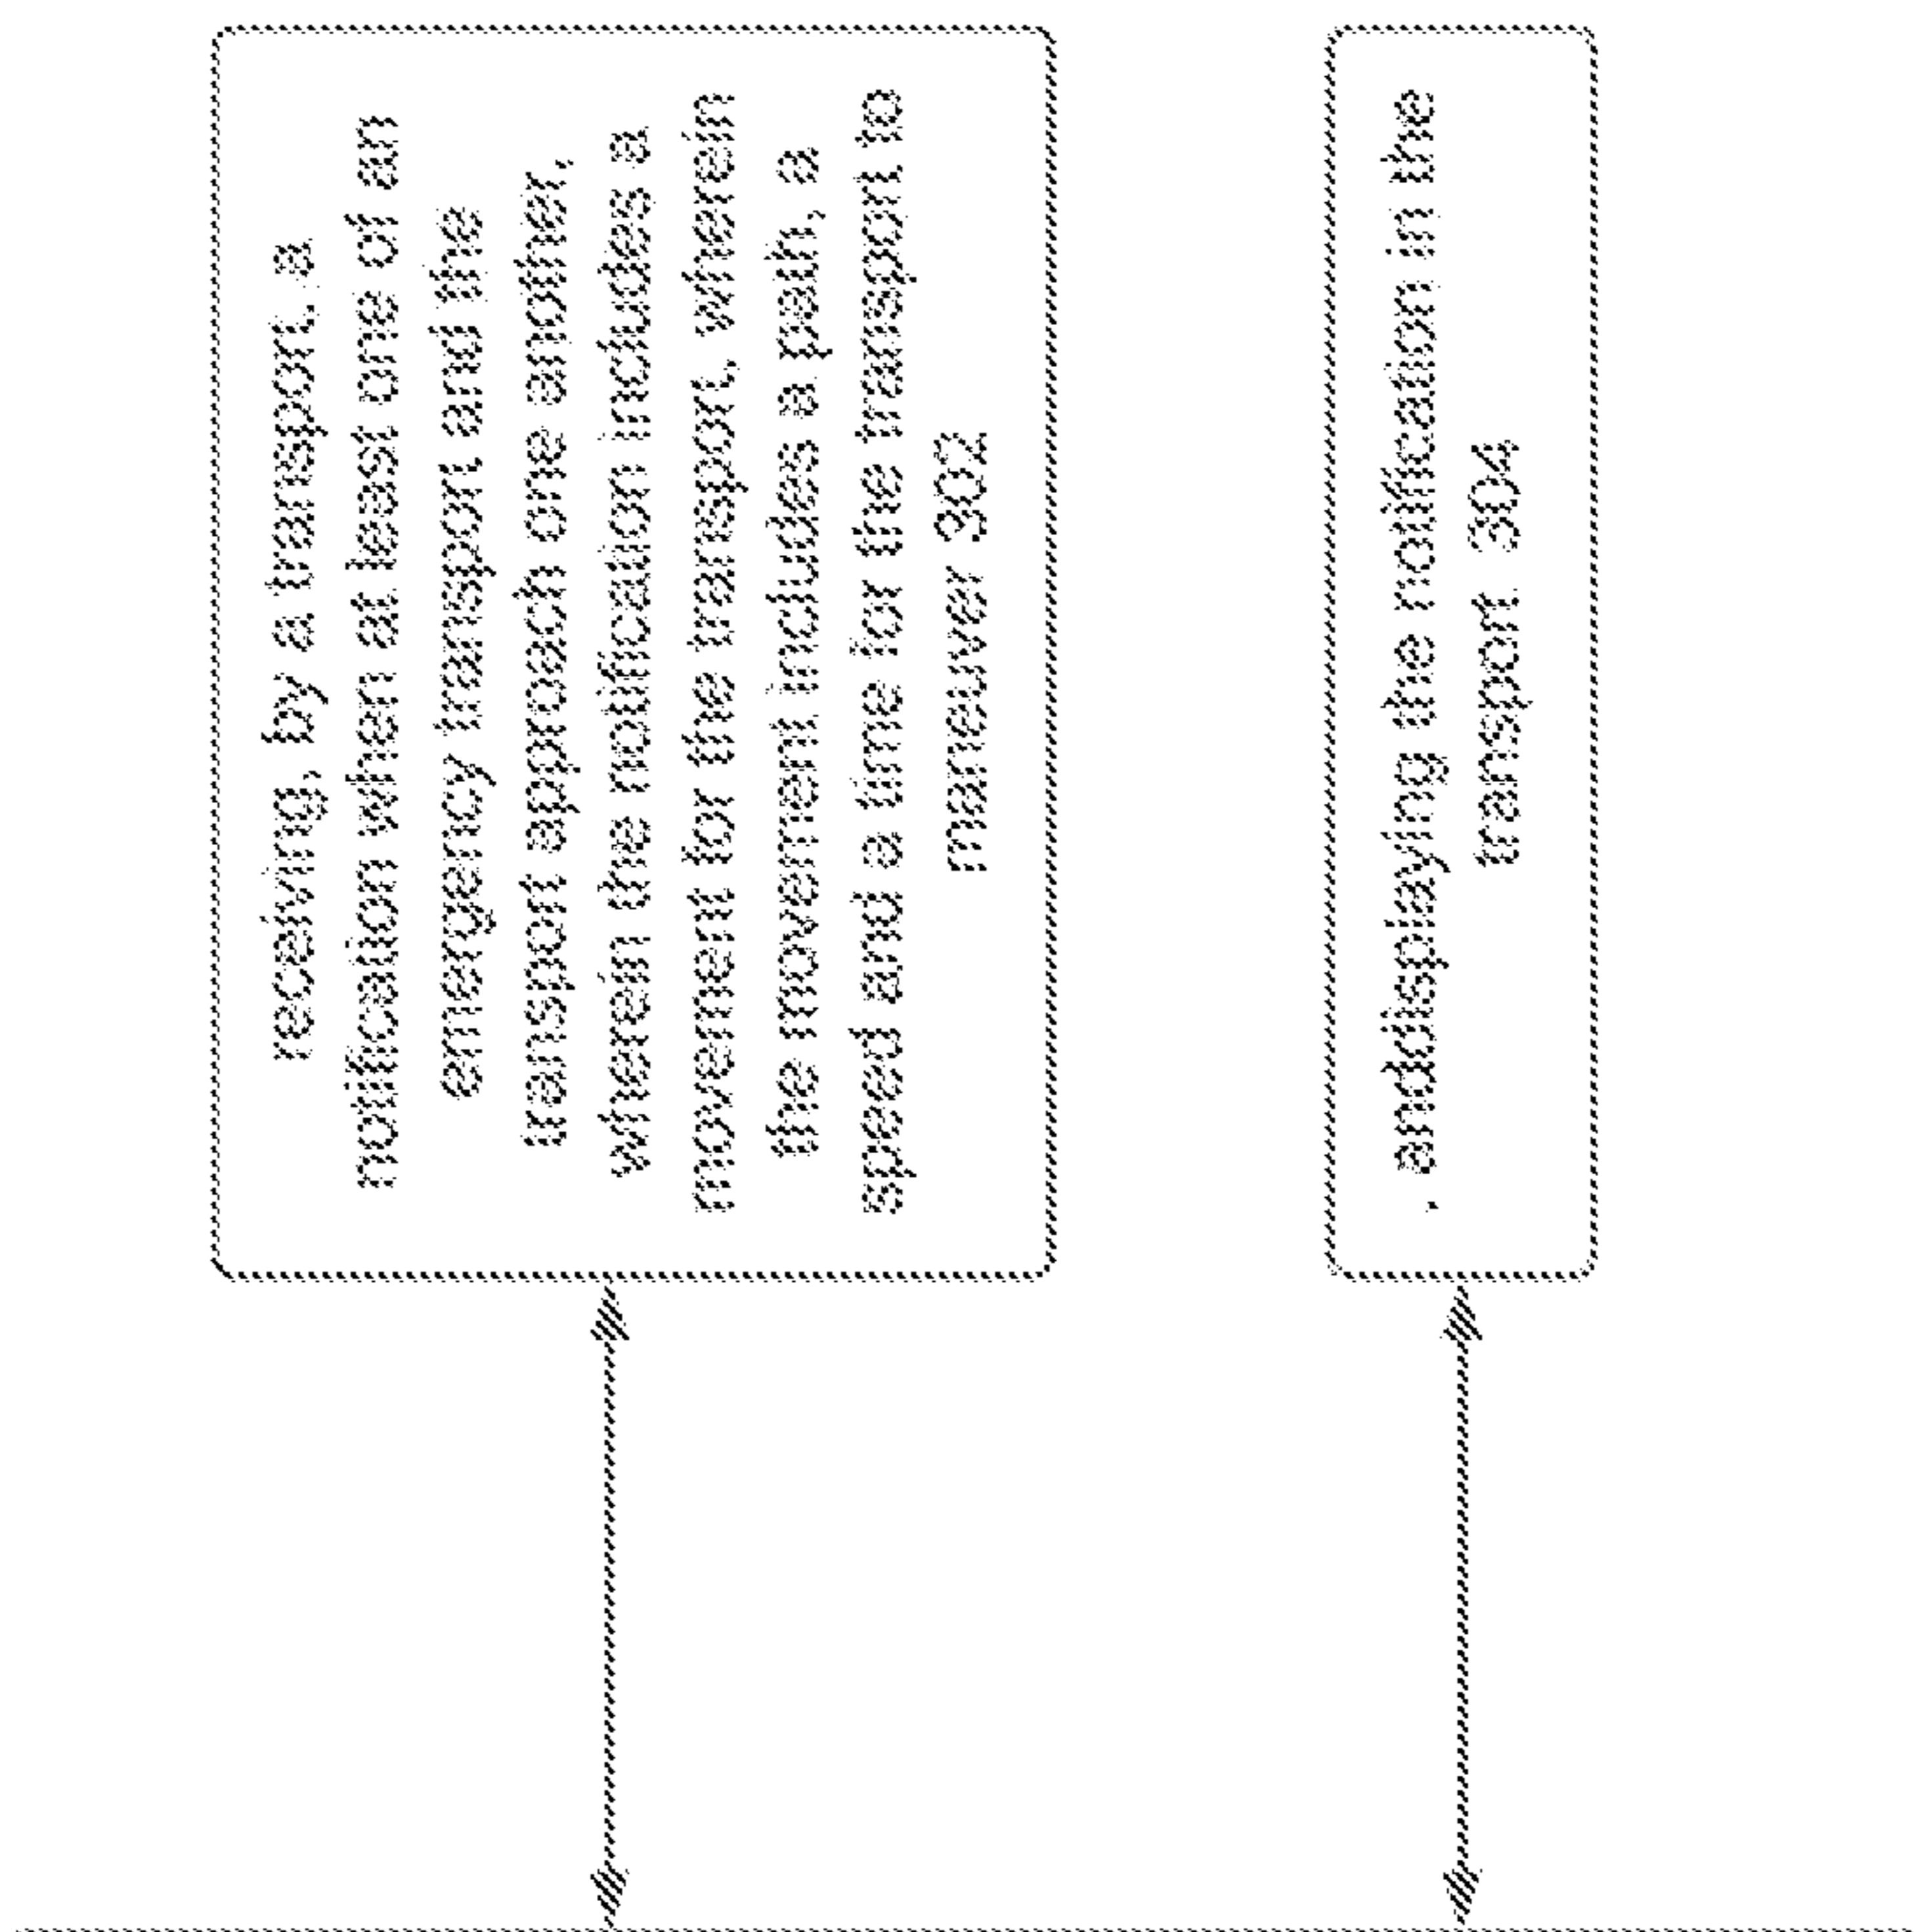 receiving, by a transport, a
notification when at least one of an
emergency transport and the
transport approach one another,
wherein the notification includes a
movement for the transport, wherein
the movement includes a path, a
speed and a time for the transport to
maneuver 302
. anddisplaying the notification in the
transport 304